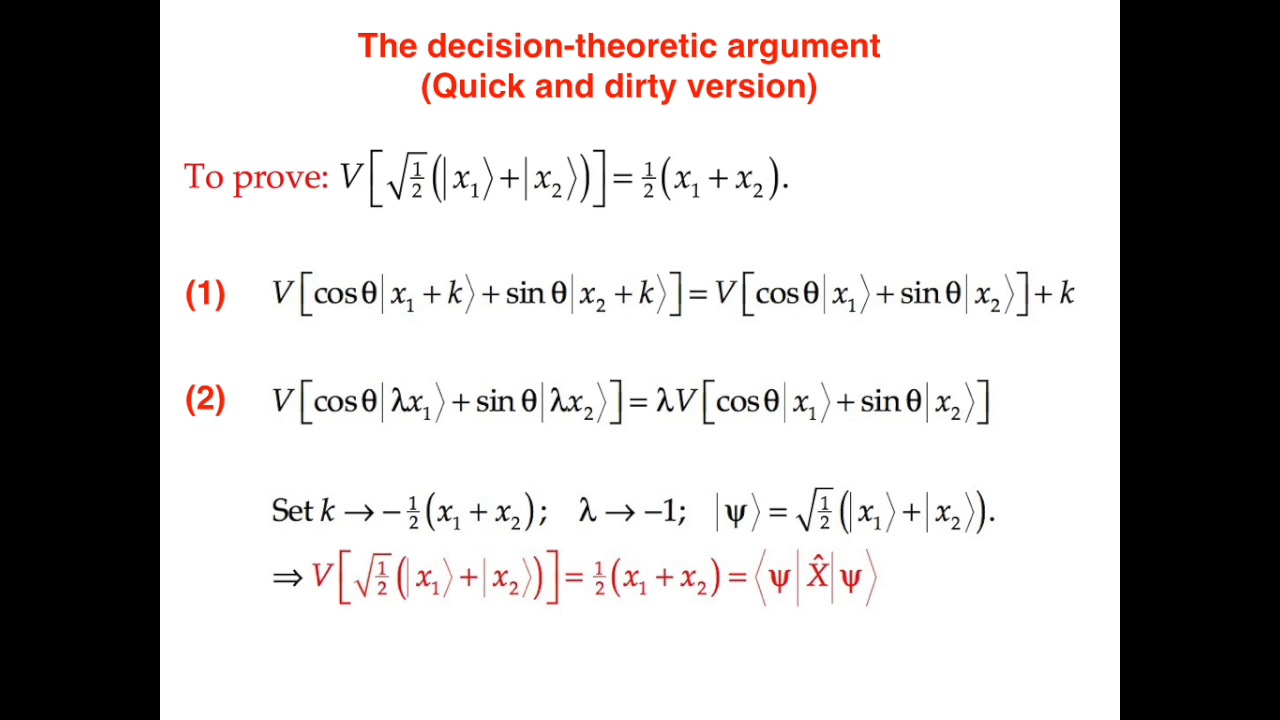 The decision-theoretic argument
(Quick and dirty version)
To prove: V[√½(|x₁⟩+|x₂⟩)]=½(x₁+x₂).
(1) V[cosθ|x₁+k⟩+sinθ|x₂+k⟩]=V[cosθ|x₁⟩+sinθ|x₂⟩]+k
(2) V[cosθ|λx₁⟩+sinθ|λx₂⟩]=λV[cosθ|x₁⟩+sinθ|x₂⟩]
Set k→−½(x₁+x₂); λ→−1; |ψ⟩=√½(|x₁⟩+|x₂⟩).
⇒V[√½(|x₁⟩+|x₂⟩)]=½(x₁+x₂)=⟨ψ|X̂|ψ⟩